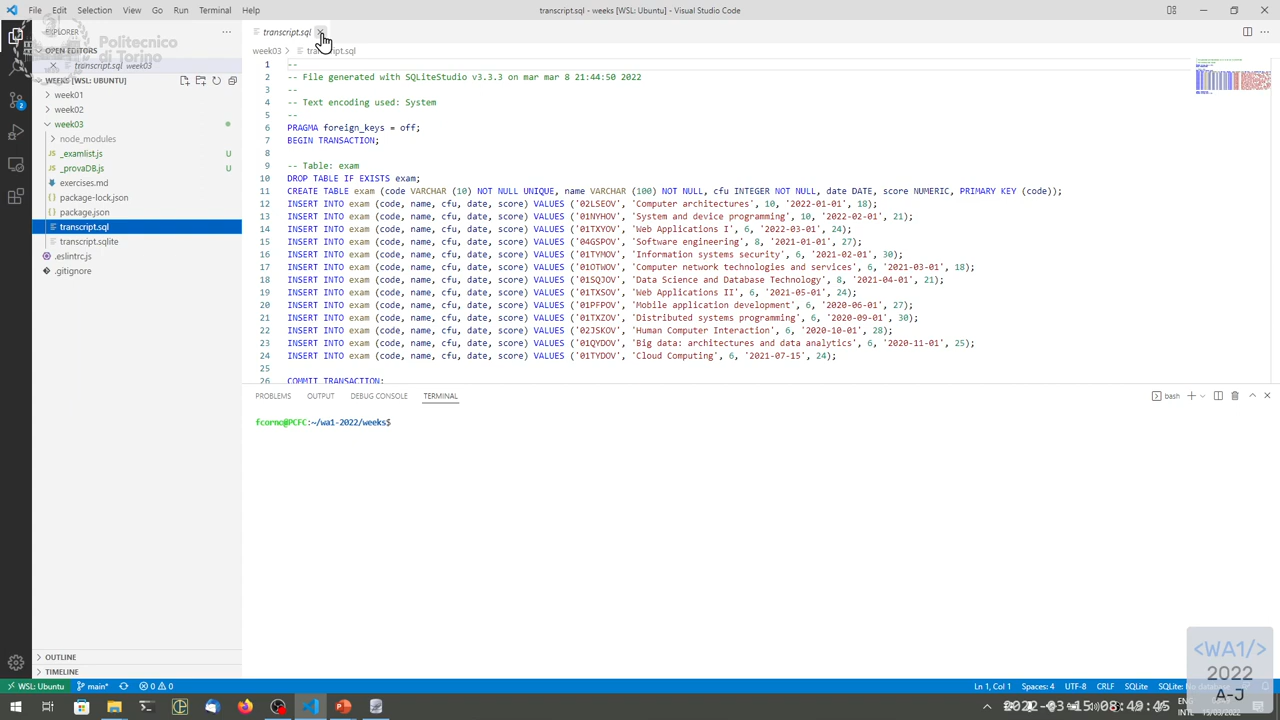 File Edit Selection View Go Run Terminal Help
transcript.sql - weeks [WSL: Ubuntu] - Visual Studio Code
EXPLORER
Politecnico
di Torino
OPEN EDITORS
transcript.sql week03
WEEKS [WSL: UBUNTU]
week01
week02
week03
node_modules
_examlist.js U
_provaDB.js U
exercises.md
package-lock.json
package.json
transcript.sql
transcript.sqlite
.eslintrc.js
.gitignore
OUTLINE
TIMELINE
2
transcript.sql
week03 > transcript.sql
1 --
2 -- File generated with SQLiteStudio v3.3.3 on mar mar 8 21:44:50 2022
3 --
4 -- Text encoding used: System
5 --
6 PRAGMA foreign_keys = off;
7 BEGIN TRANSACTION;
8
9 -- Table: exam
10 DROP TABLE IF EXISTS exam;
11 CREATE TABLE exam (code VARCHAR (10) NOT NULL UNIQUE, name VARCHAR (100) NOT NULL, cfu INTEGER NOT NULL, date DATE, score NUMERIC, PRIMARY KEY (code));
12 INSERT INTO exam (code, name, cfu, date, score) VALUES ('02LSEOV', 'Computer architectures', 10, '2022-01-01', 18);
13 INSERT INTO exam (code, name, cfu, date, score) VALUES ('01NYHOV', 'System and device programming', 10, '2022-02-01', 21);
14 INSERT INTO exam (code, name, cfu, date, score) VALUES ('01TXYOV', 'Web Applications I', 6, '2022-03-01', 24);
15 INSERT INTO exam (code, name, cfu, date, score) VALUES ('04GSPOV', 'Software engineering', 8, '2021-01-01', 27);
16 INSERT INTO exam (code, name, cfu, date, score) VALUES ('01TYMOV', 'Information systems security', 6, '2021-02-01', 30);
17 INSERT INTO exam (code, name, cfu, date, score) VALUES ('01OTWOV', 'Computer network technologies and services', 6, '2021-03-01', 18);
18 INSERT INTO exam (code, name, cfu, date, score) VALUES ('01SQJOV', 'Data Science and Database Technology', 8, '2021-04-01', 21);
19 INSERT INTO exam (code, name, cfu, date, score) VALUES ('01TXSOV', 'Web Applications II', 6, '2021-05-01', 24);
20 INSERT INTO exam (code, name, cfu, date, score) VALUES ('01PFPOV', 'Mobile application development', 6, '2020-06-01', 27);
21 INSERT INTO exam (code, name, cfu, date, score) VALUES ('01TXZOV', 'Distributed systems programming', 6, '2020-09-01', 30);
22 INSERT INTO exam (code, name, cfu, date, score) VALUES ('02JSKOV', 'Human Computer Interaction', 6, '2020-10-01', 28);
23 INSERT INTO exam (code, name, cfu, date, score) VALUES ('01QYDOV', 'Big data: architectures and data analytics', 6, '2020-11-01', 25);
24 INSERT INTO exam (code, name, cfu, date, score) VALUES ('01TYDOV', 'Cloud Computing', 6, '2021-07-15', 24);
25
26 COMMIT TRANSACTION;
PROBLEMS OUTPUT DEBUG CONSOLE TERMINAL
bash
fcorno@PCFC:~/wa1-2022/weeks$
<WA1/>
2022
A-J
WSL: Ubuntu main* 0 0
Ln 1, Col 1 Spaces: 4 UTF-8 CRLF SQLite SQLite: No
2022-03-15 08:49:45
INTL 15/03/2022